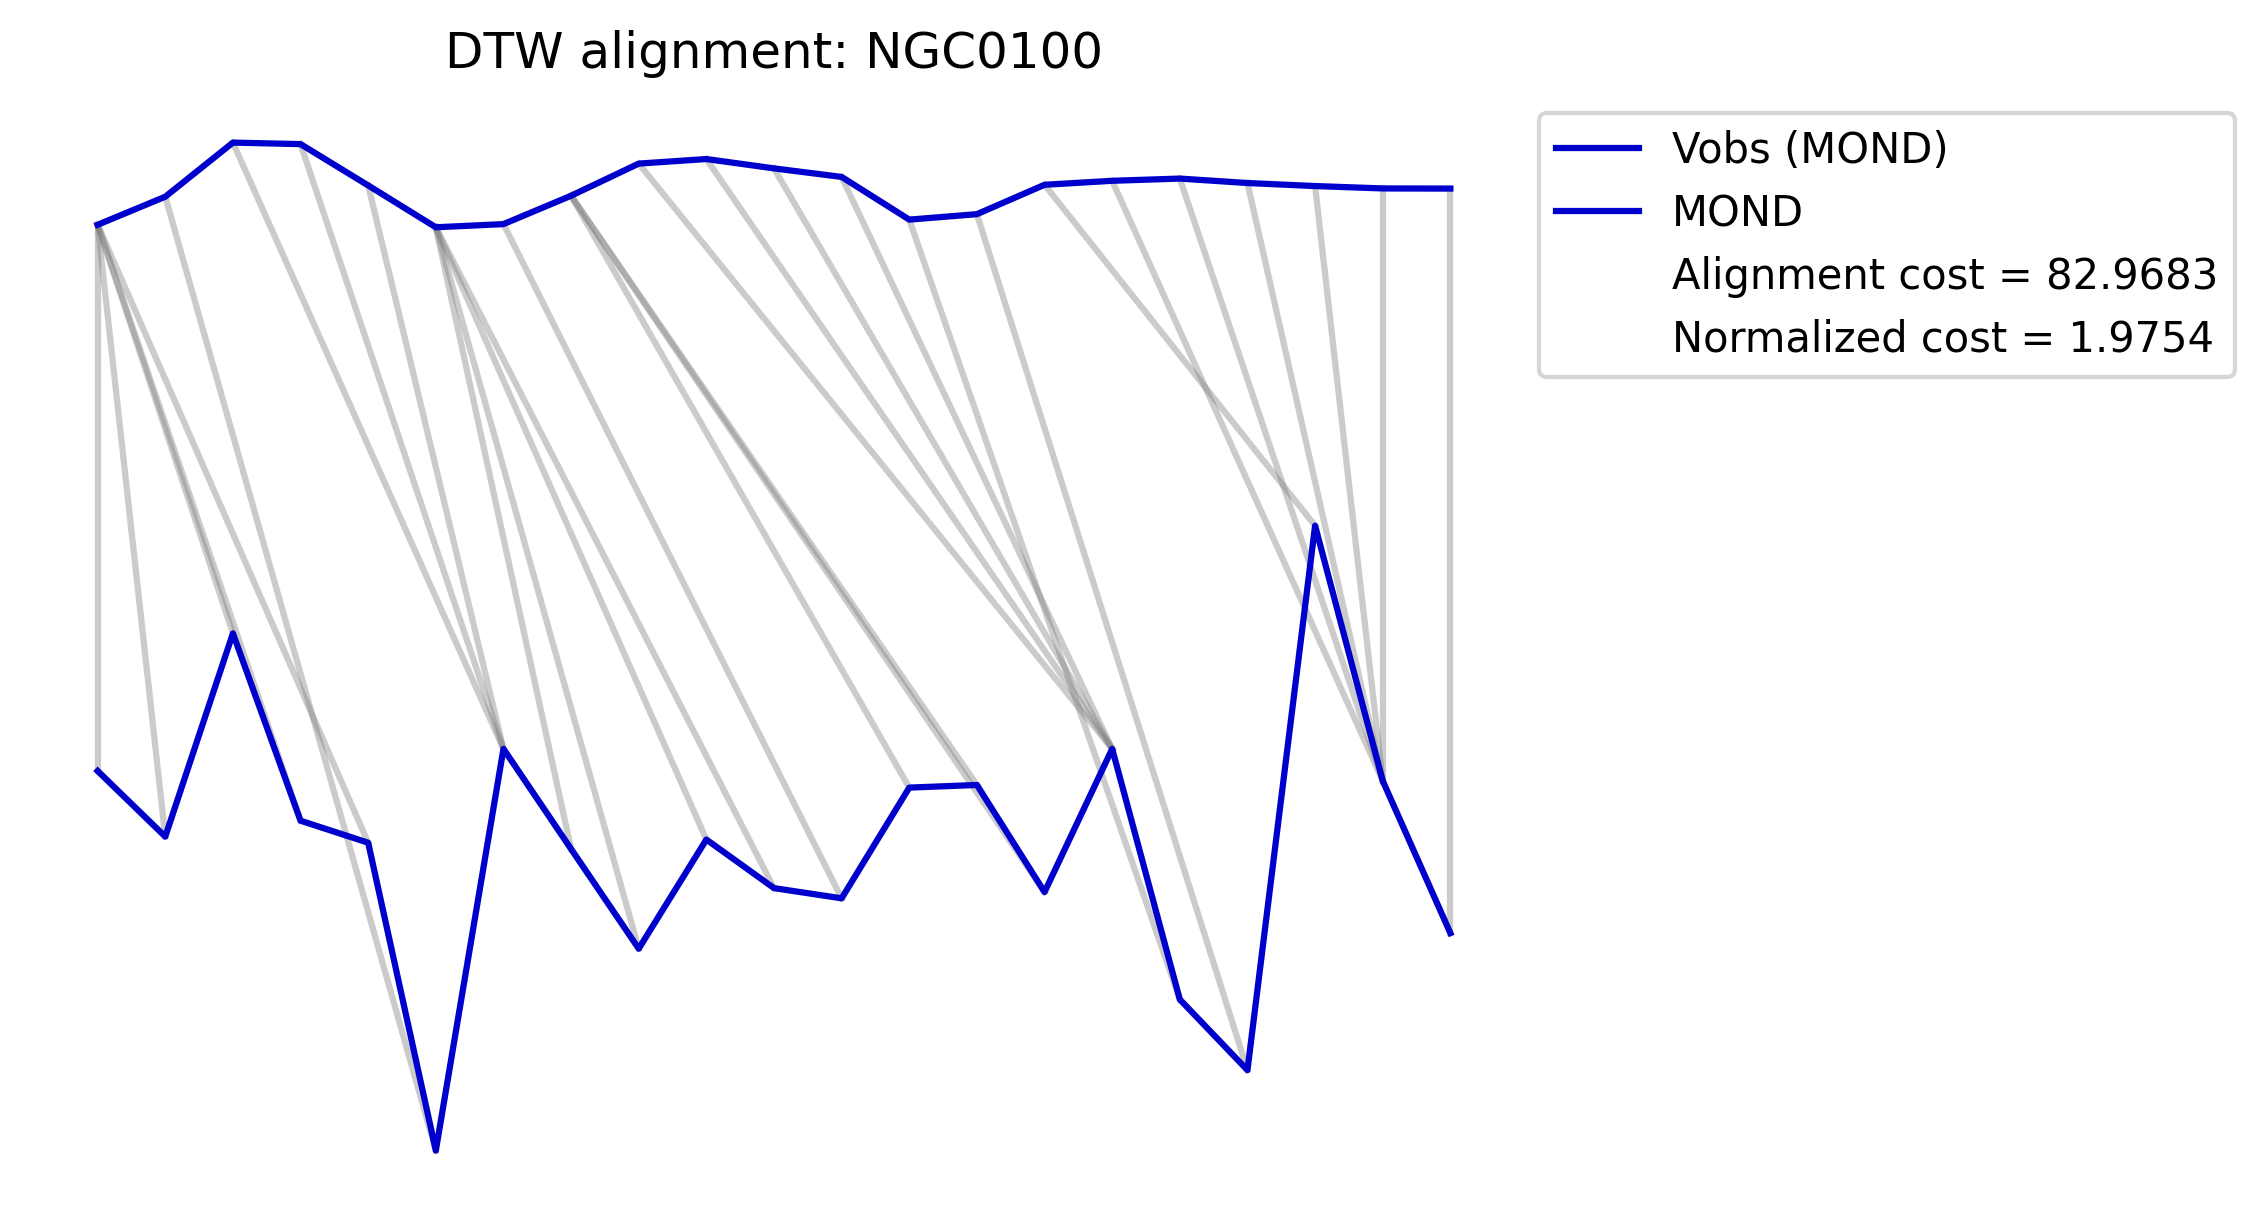 DTW alignment: NGC0100
Vobs (MOND)
MOND
Alignment cost = 82.9683
Normalized cost = 1.9754